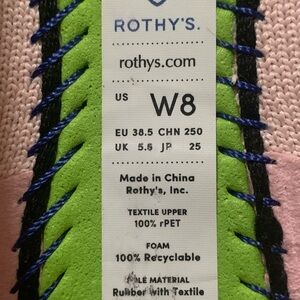 ROTHY'S.
rothys.com
US W8
EU 38.5 CHN 250
UK 5.5 JP 25
Made in China
Rothy's, Inc.
TEXTILE UPPER
100% rPET
FOAM
100% Recyclable
MATERIAL
Rubber with Textile